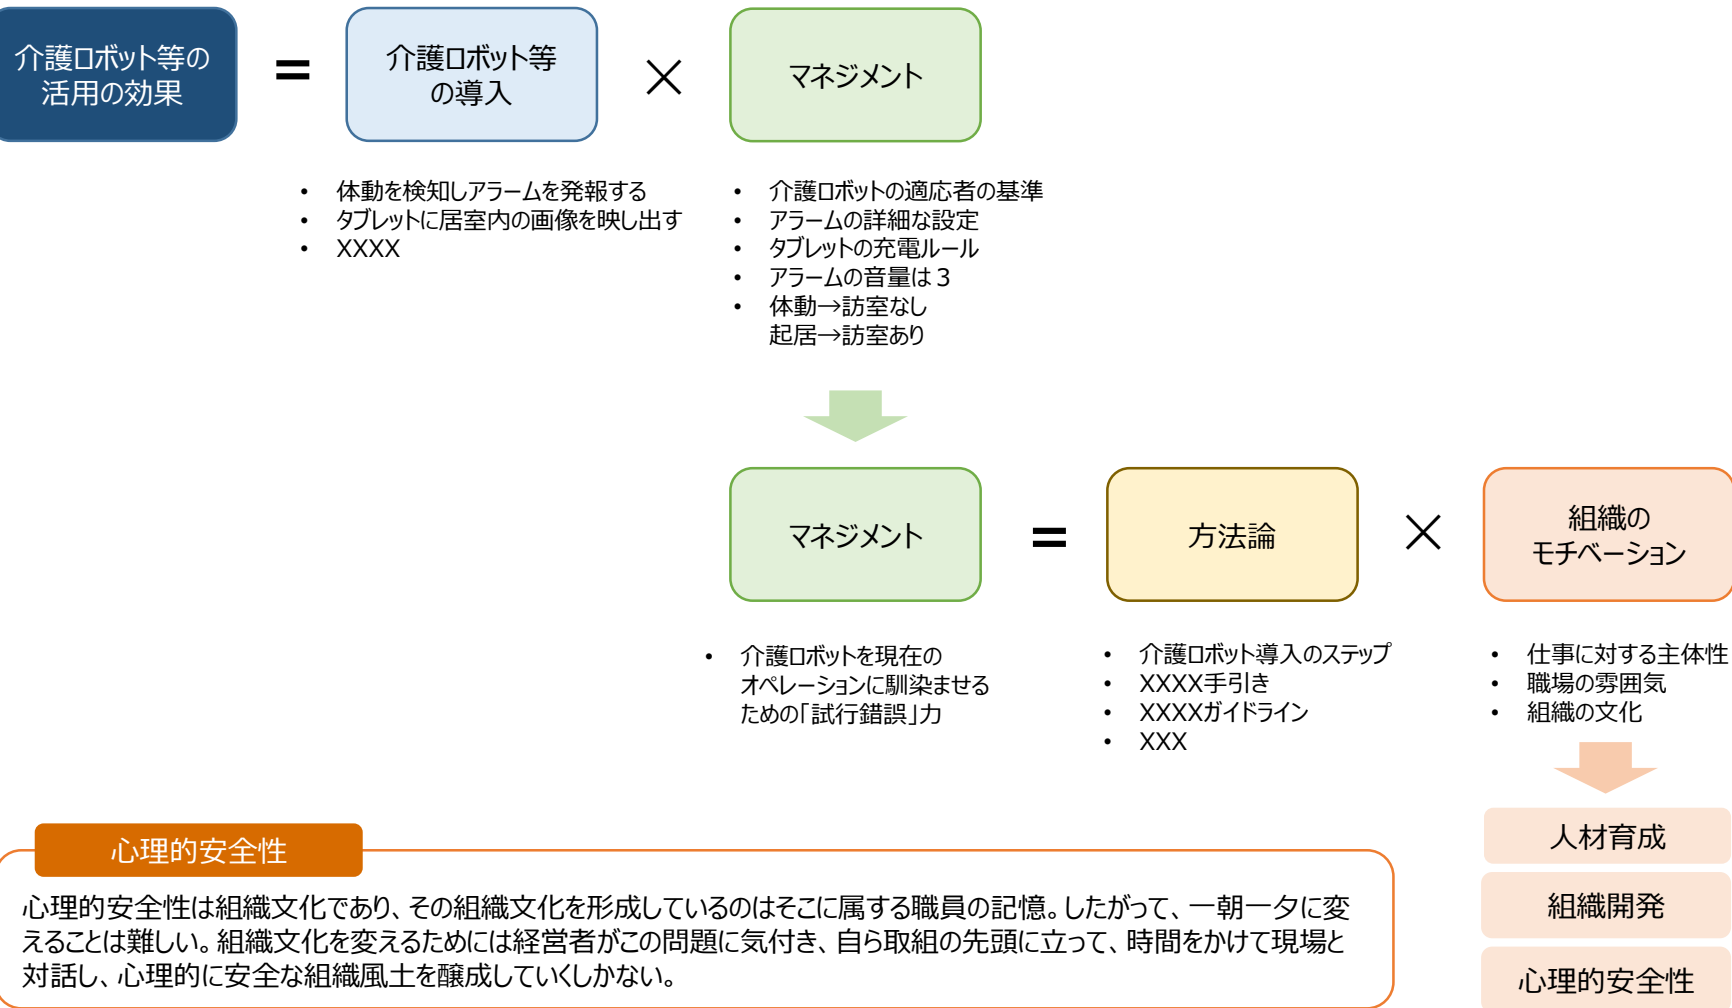 介護ロボット等の
活用の効果
=
介護ロボット等
の導入
×
マネジメント
• 体動を検知しアラームを発報する
• タブレットに居室内の画像を映し出す
• XXXX
• 介護ロボットの適応者の基準
• アラームの詳細な設定
• タブレットの充電ルール
• アラームの音量は３
• 体動→訪室なし
起居→訪室あり
マネジメント
=
方法論
×
組織の
モチベーション
• 介護ロボットを現在の
オペレーションに馴染ませる
ための「試行錯誤」力
• 介護ロボット導入のステップ
• XXXX手引き
• XXXXガイドライン
• XXX
• 仕事に対する主体性
• 職場の雰囲気
• 組織の文化
人材育成
組織開発
心理的安全性
心理的安全性
心理的安全性は組織文化であり、その組織文化を形成しているのはそこに属する職員の記憶。したがって、一朝一夕に変
えることは難しい。組織文化を変えるためには経営者がこの問題に気付き、自ら取組の先頭に立って、時間をかけて現場と
対話し、心理的に安全な組織風土を醸成していくしかない。